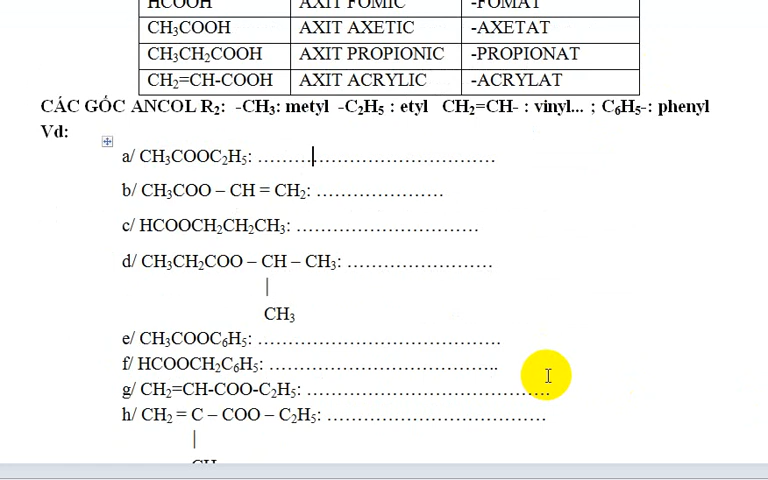 HCOOH AXIT FOMIC -FOMAT
CH₃COOH AXIT AXETIC -AXETAT
CH₃CH₂COOH AXIT PROPIONIC -PROPIONAT
CH₂=CH-COOH AXIT ACRYLIC -ACRYLAT
CÁC GỐC ANCOL R₂: -CH₃: metyl -C₂H₅ : etyl CH₂=CH- : vinyl... ; C₆H₅-: phenyl
Vd:
a/ CH₃COOC₂H₅: ……………………………………
b/ CH₃COO – CH = CH₂: ………………….
c/ HCOOCH₂CH₂CH₃: …………………………
d/ CH₃CH₂COO – CH – CH₃: ……………………
|
CH₃
e/ CH₃COOC₆H₅: …………………………………
f/ HCOOCH₂C₆H₅: ………………………………..
g/ CH₂=CH-COO-C₂H₅: …………………………………
h/ CH₂ = C – COO – C₂H₅: ………………………………
|